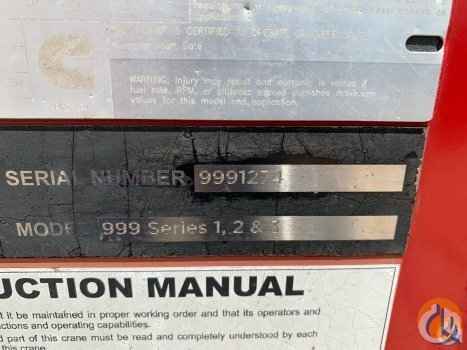 WARNING: Injury may result and warranty is voided if
fuel rate, RPM, or altitude exceed published maximum
values for this model and application.
SERIAL NUMBER 9991274
MODEL 999 Series 1, 2 & 3
UCTION MANUAL
t it be maintained in proper working order and that its operators and
ctions and operating capabilities.
d part of this crane must be read and completely understood by each
this crane.